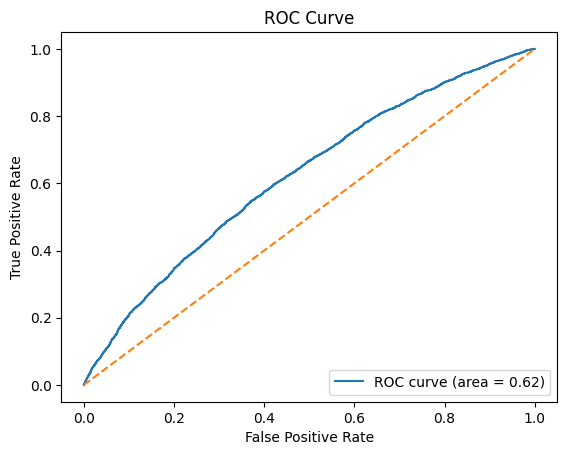 ROC Curve
1.0
0.8
0.6
0.4
0.2
0.0
True Positive Rate
ROC curve (area = 0.62)
0.0 0.2 0.4 0.6 0.8 1.0
False Positive Rate